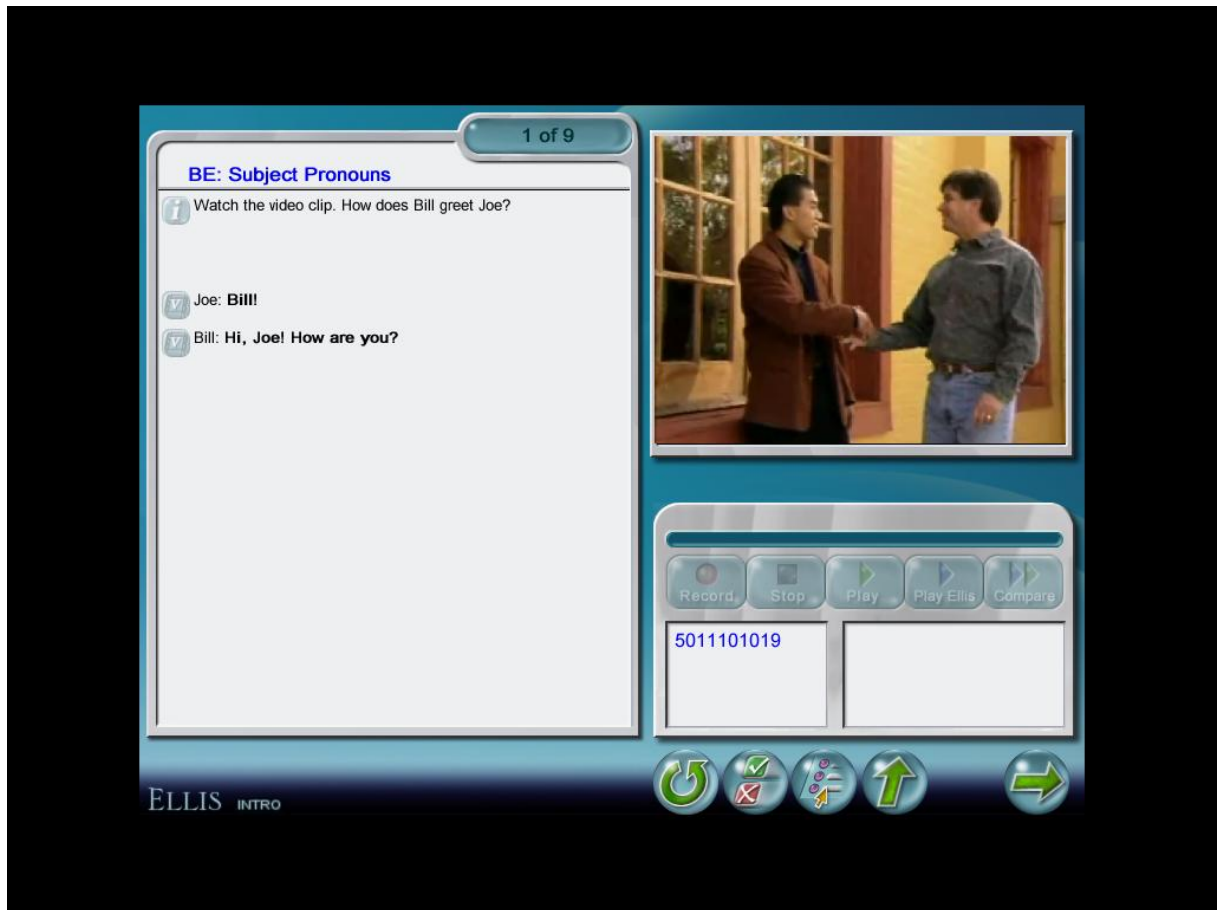 1 of 9
BE: Subject Pronouns
i Watch the video clip. How does Bill greet Joe?
V Joe: Bill!
V Bill: Hi, Joe! How are you?
Record Stop Play Play Ellis Compare
5011101019
ELLIS INTRO